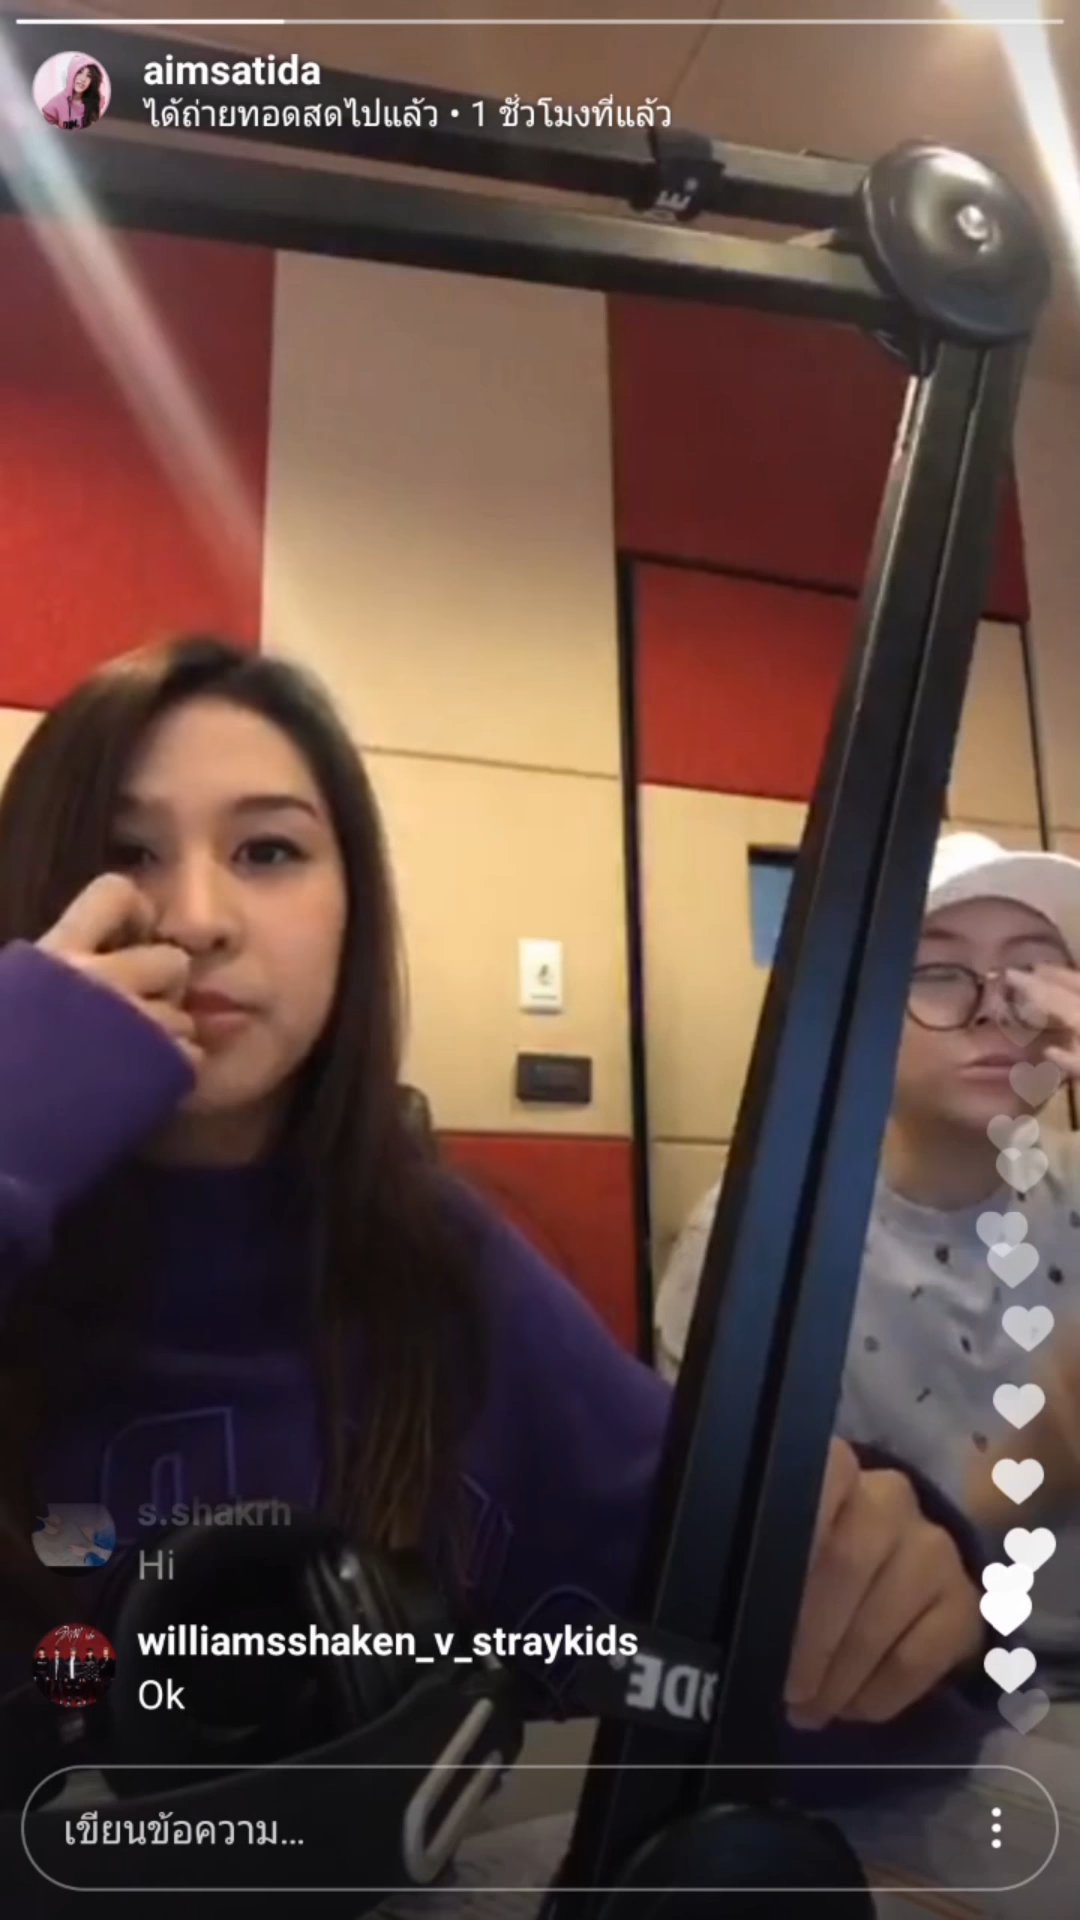 aimsatida
ได้ถ่ายทอดสดไปแล้ว • 1 ชั่วโมงที่แล้ว
s.shakrh
Hi
williamsshaken_v_straykids
Ok
เขียนข้อความ...